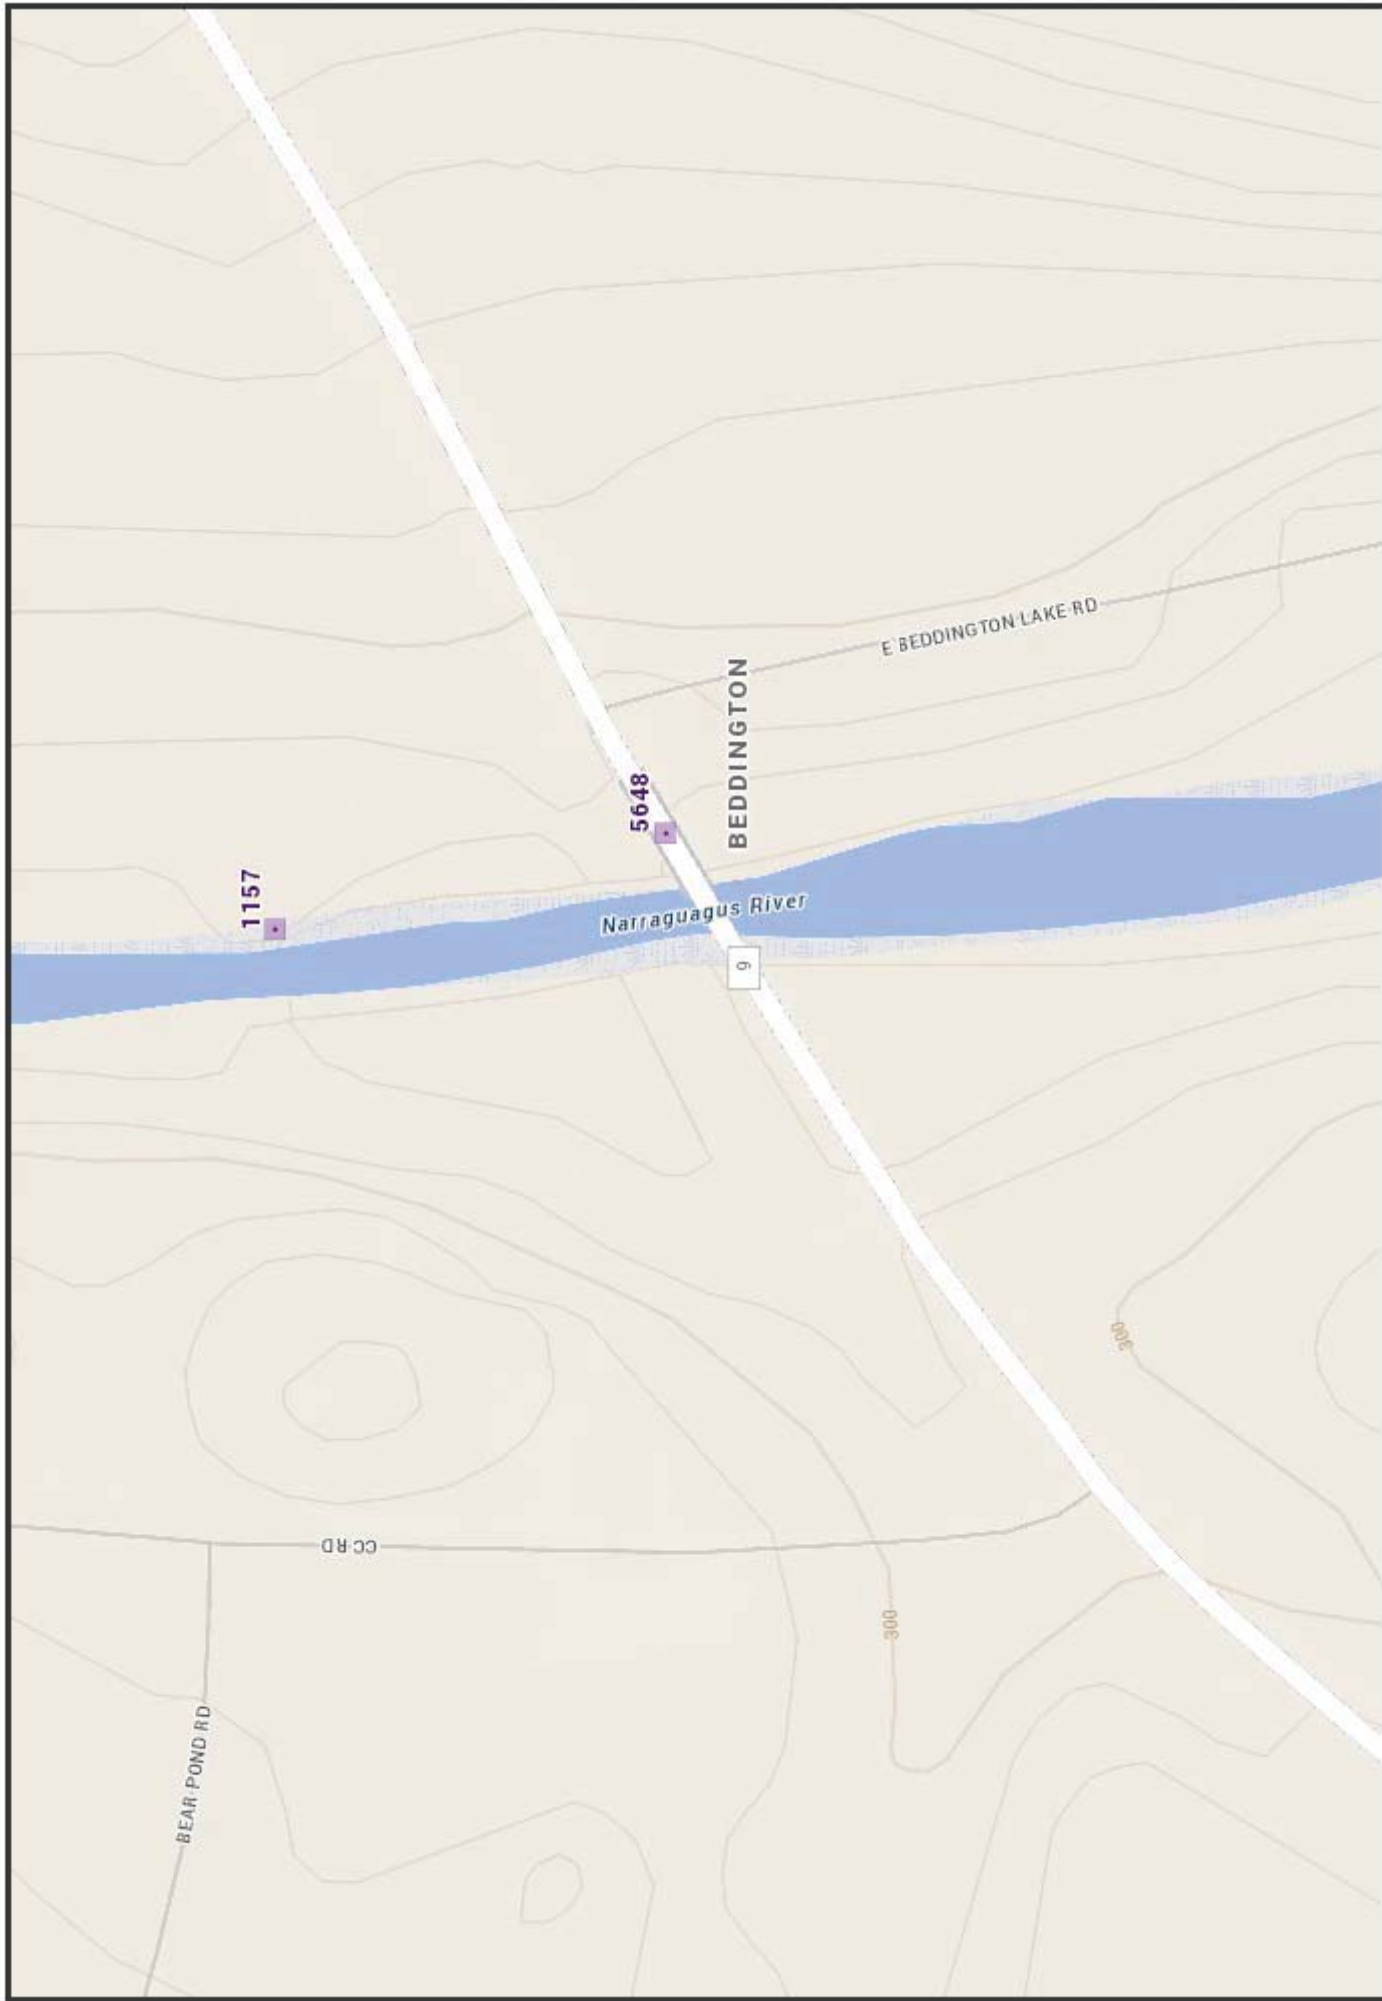 1157
5648
BEDDINGTON
E BEDDINGTON LAKE RD
Narraguagus River
9
300
CC RD
300
BEAR POND RD